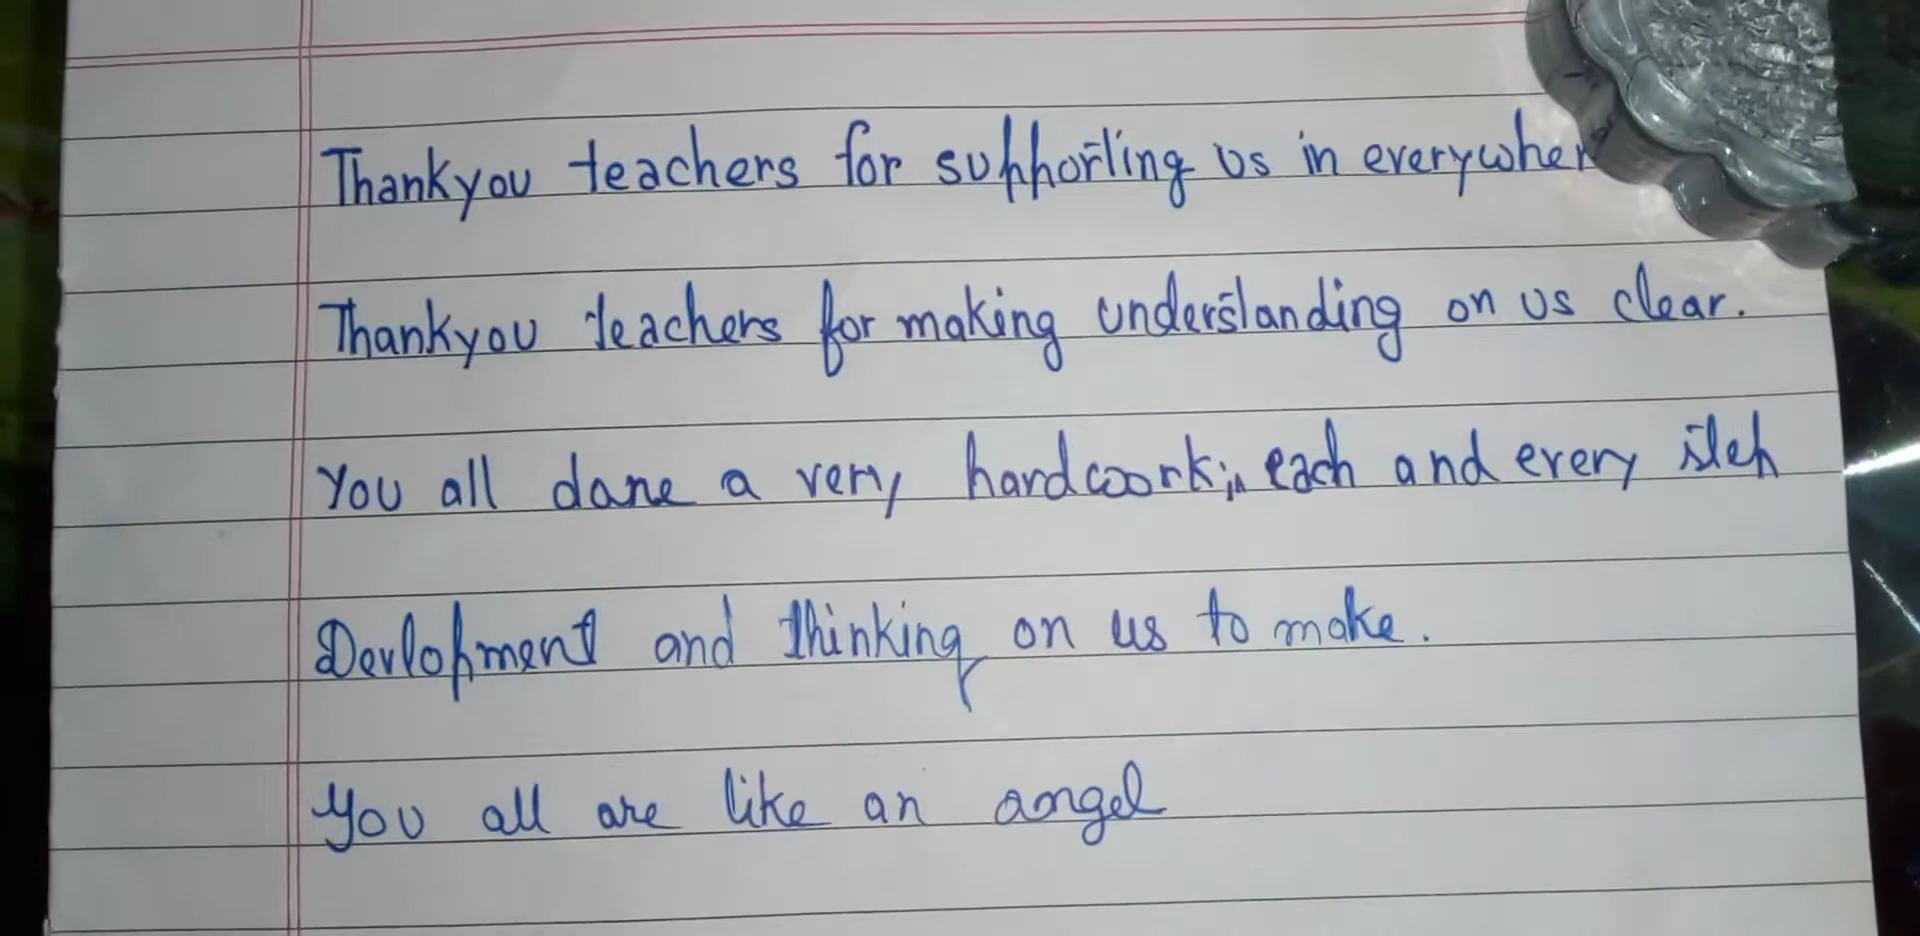 Thankyou teachers for supporting us in everywher
Thankyou teachers for making understanding on us clear.
You all done a very hardwork in each and every step
Devlopment and thinking on us to make.
You all are like an angel